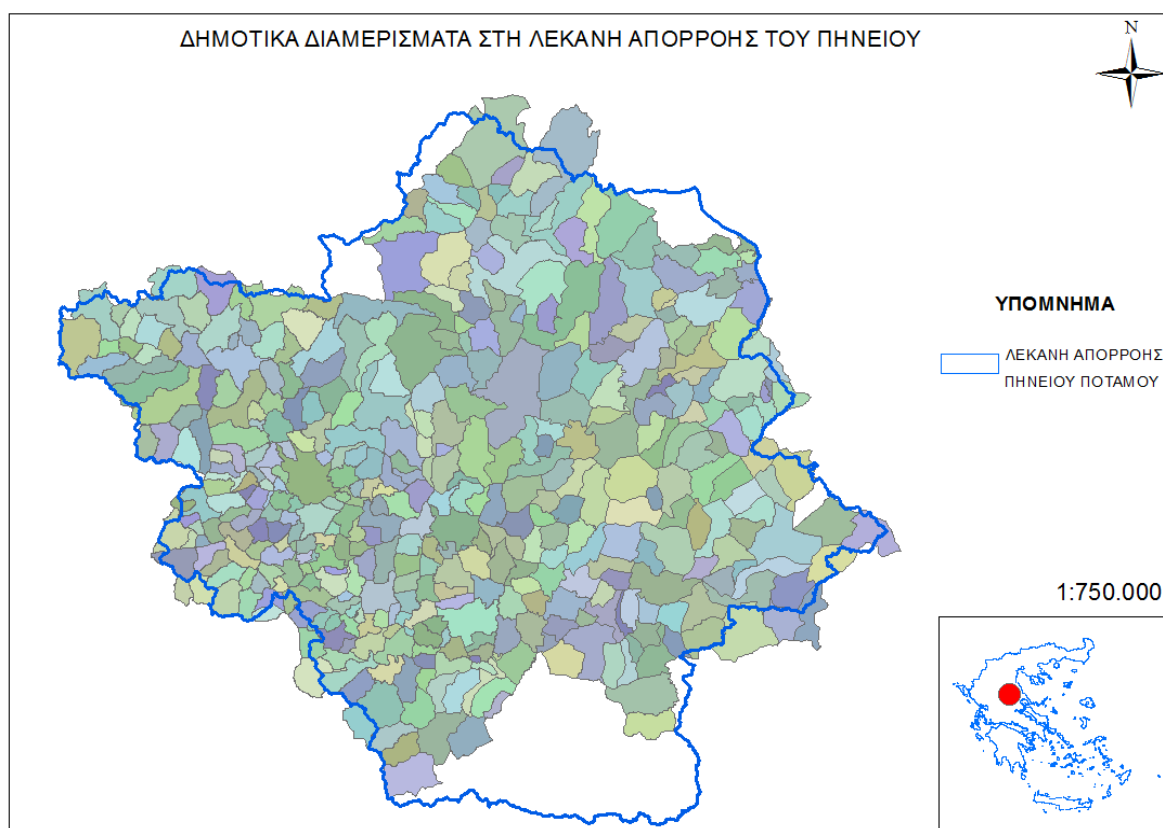 ΔΗΜΟΤΙΚΑ ΔΙΑΜΕΡΙΣΜΑΤΑ ΣΤΗ ΛΕΚΑΝΗ ΑΠΟΡΡΟΗΣ ΤΟΥ ΠΗΝΕΙΟΥ
N
ΥΠΟΜΝΗΜΑ
ΛΕΚΑΝΗ ΑΠΟΡΡΟΗΣ
ΠΗΝΕΙΟΥ ΠΟΤΑΜΟΥ
1:750.000